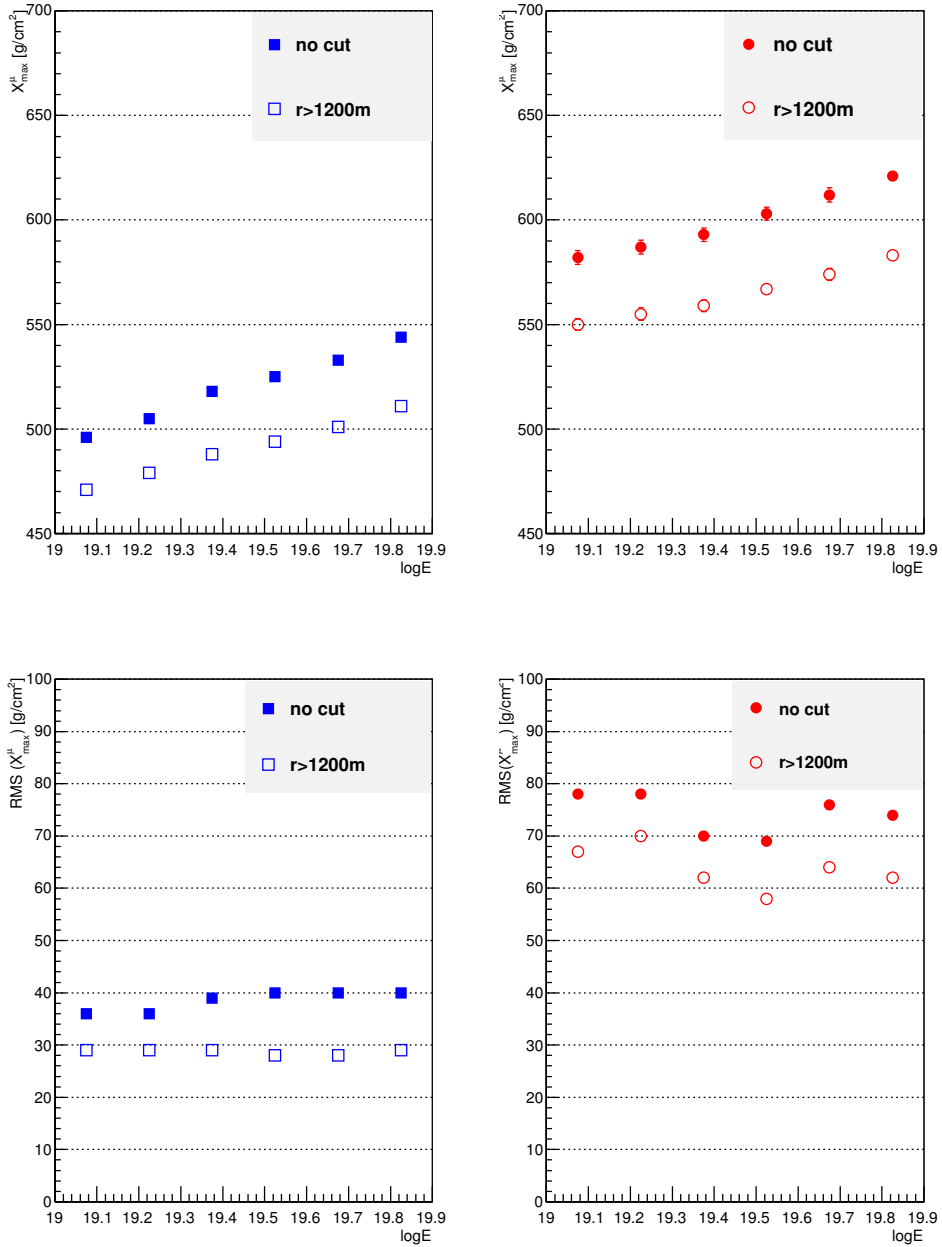 X^μ_max [g/cm²]
700
650
600
550
500
450
no cut
r>1200m
19 19.1 19.2 19.3 19.4 19.5 19.6 19.7 19.8 19.9
logE
X^μ_max [g/cm²]
700
650
600
550
500
450
no cut
r>1200m
19 19.1 19.2 19.3 19.4 19.5 19.6 19.7 19.8 19.9
logE
RMS (X^μ_max) [g/cm²]
100
90
80
70
60
50
40
30
20
10
0
no cut
r>1200m
19 19.1 19.2 19.3 19.4 19.5 19.6 19.7 19.8 19.9
logE
RMS(X_max) [g/cm²]
100
90
80
70
60
50
40
30
20
10
0
no cut
r>1200m
19 19.1 19.2 19.3 19.4 19.5 19.6 19.7 19.8 19.9
logE